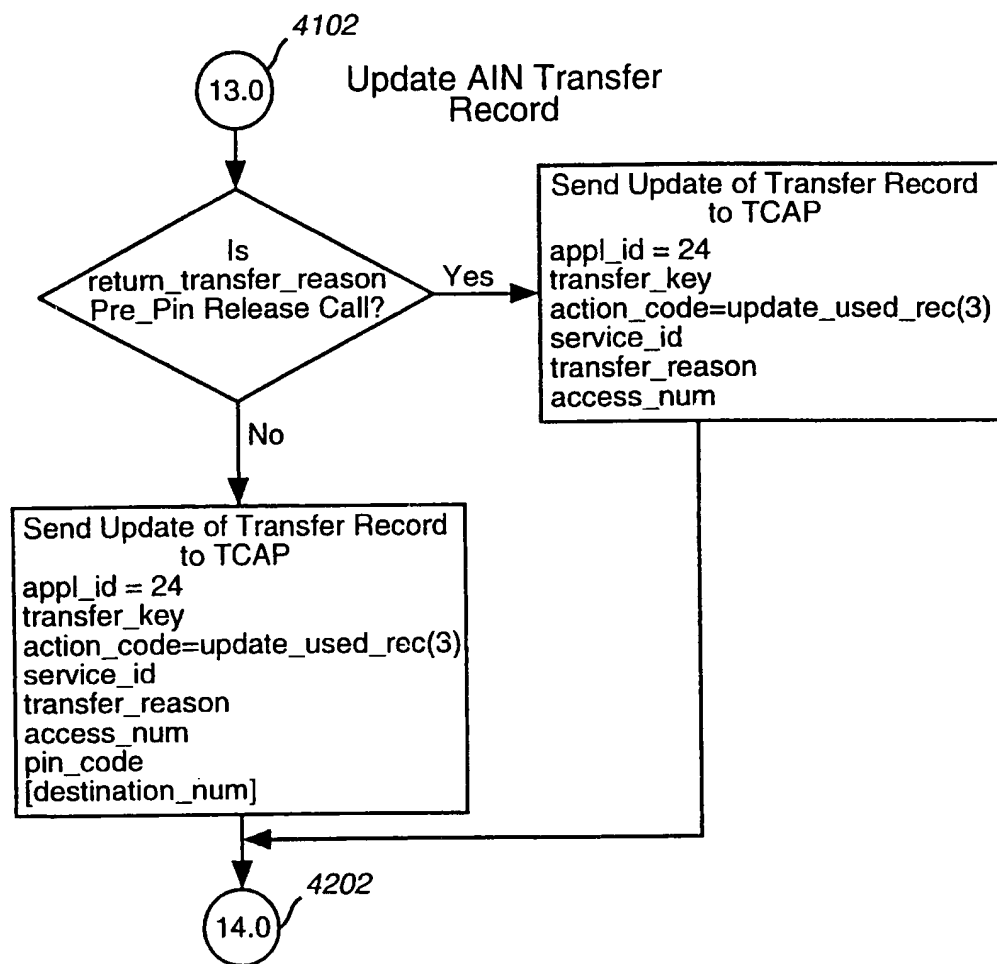 4102
13.0
Update AIN Transfer
Record
Is
return_transfer_reason
Pre_Pin Release Call?
Yes
Send Update of Transfer Record
to TCAP
appl_id = 24
transfer_key
action_code=update_used_rec(3)
service_id
transfer_reason
access_num
No
Send Update of Transfer Record
to TCAP
appl_id = 24
transfer_key
action_code=update_used_rec(3)
service_id
transfer_reason
access_num
pin_code
[destination_num]
4202
14.0